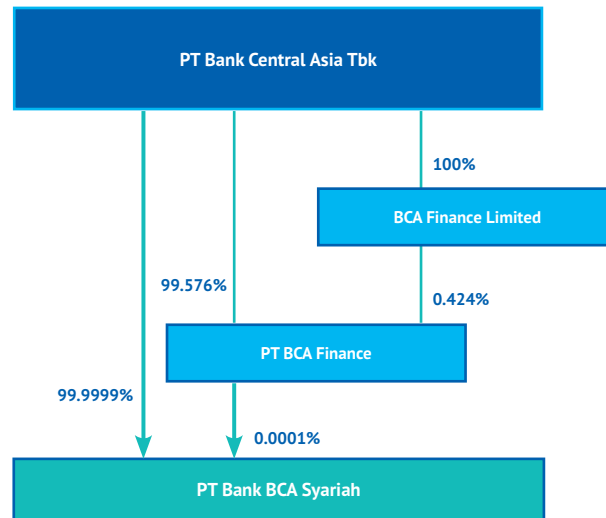 PT Bank Central Asia Tbk
100%
BCA Finance Limited
99.576%
0.424%
PT BCA Finance
99.9999%
0.0001%
PT Bank BCA Syariah